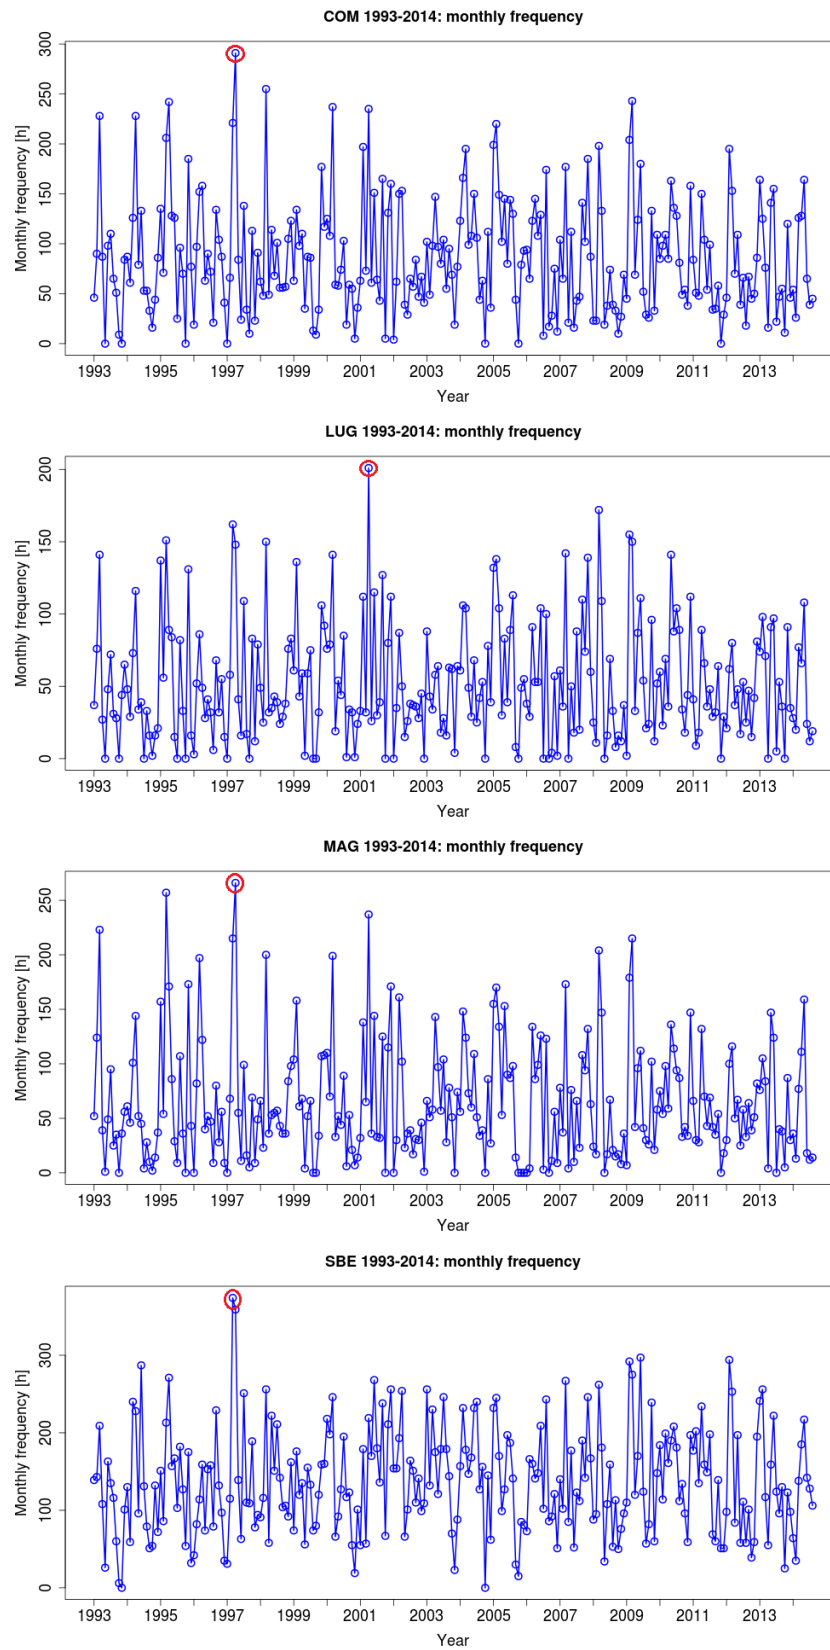 COM 1993-2014: monthly frequency
300
250
200
150
100
50
0
Monthly frequency [h]
1993 1995 1997 1999 2001 2003 2005 2007 2009 2011 2013
Year
LUG 1993-2014: monthly frequency
200
150
100
50
0
Monthly frequency [h]
1993 1995 1997 1999 2001 2003 2005 2007 2009 2011 2013
Year
MAG 1993-2014: monthly frequency
250
200
150
100
50
0
Monthly frequency [h]
1993 1995 1997 1999 2001 2003 2005 2007 2009 2011 2013
Year
SBE 1993-2014: monthly frequency
300
200
100
0
Monthly frequency [h]
1993 1995 1997 1999 2001 2003 2005 2007 2009 2011 2013
Year